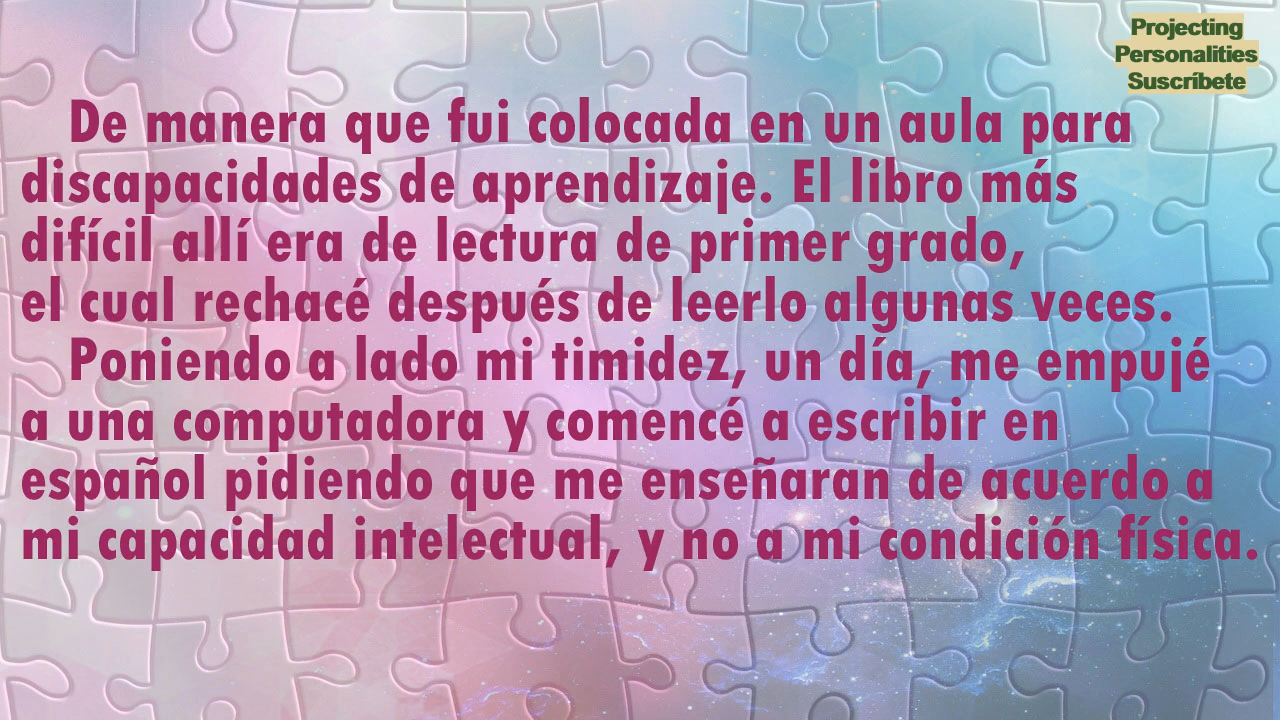 Projecting
Personalities
Suscríbete
De manera que fui colocada en un aula para
discapacidades de aprendizaje. El libro más
difícil allí era de lectura de primer grado,
el cual rechacé después de leerlo algunas veces.
Poniendo a lado mi timidez, un día, me empujé
a una computadora y comencé a escribir en
español pidiendo que me enseñaran de acuerdo a
mi capacidad intelectual, y no a mi condición física.